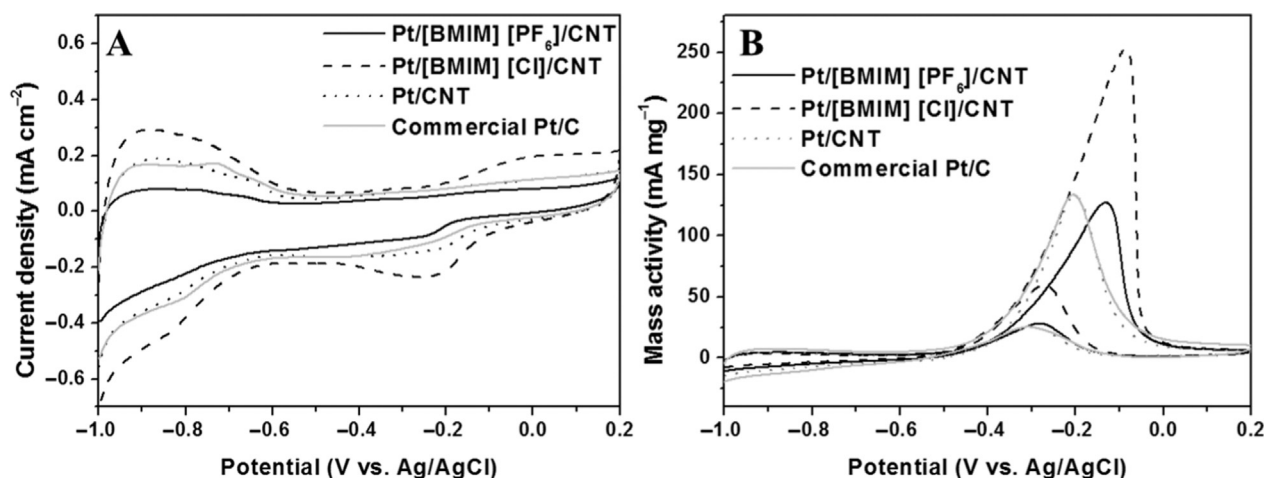 A
Pt/[BMIM] [PF₆]/CNT
Pt/[BMIM] [Cl]/CNT
Pt/CNT
Commercial Pt/C
Current density (mA cm⁻²)
0.6
0.4
0.2
0.0
−0.2
−0.4
−0.6
−1.0 −0.8 −0.6 −0.4 −0.2 0.0 0.2
Potential (V vs. Ag/AgCl)
B
Pt/[BMIM] [PF₆]/CNT
Pt/[BMIM] [Cl]/CNT
Pt/CNT
Commercial Pt/C
Mass activity (mA mg⁻¹)
250
200
150
100
50
0
−1.0 −0.8 −0.6 −0.4 −0.2 0.0 0.2
Potential (V vs. Ag/AgCl)